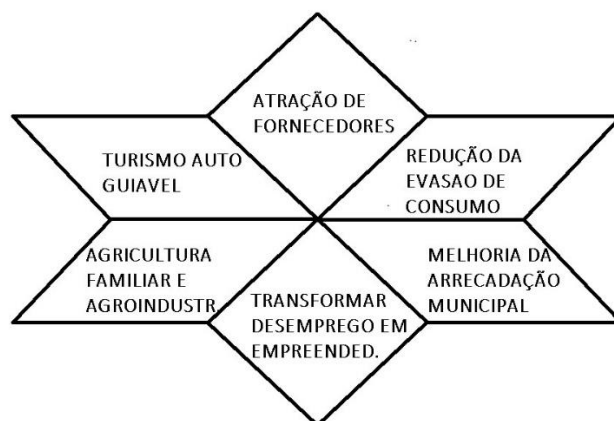 ATRAÇÃO DE
FORNECEDORES
TURISMO AUTO
GUIAVEL
REDUÇÃO DA
EVASAO DE
CONSUMO
AGRICULTURA
FAMILIAR E
AGROINDUSTR.
TRANSFORMAR
DESEMPREGO EM
EMPREENDED.
MELHORIA DA
ARRECADAÇÃO
MUNICIPAL